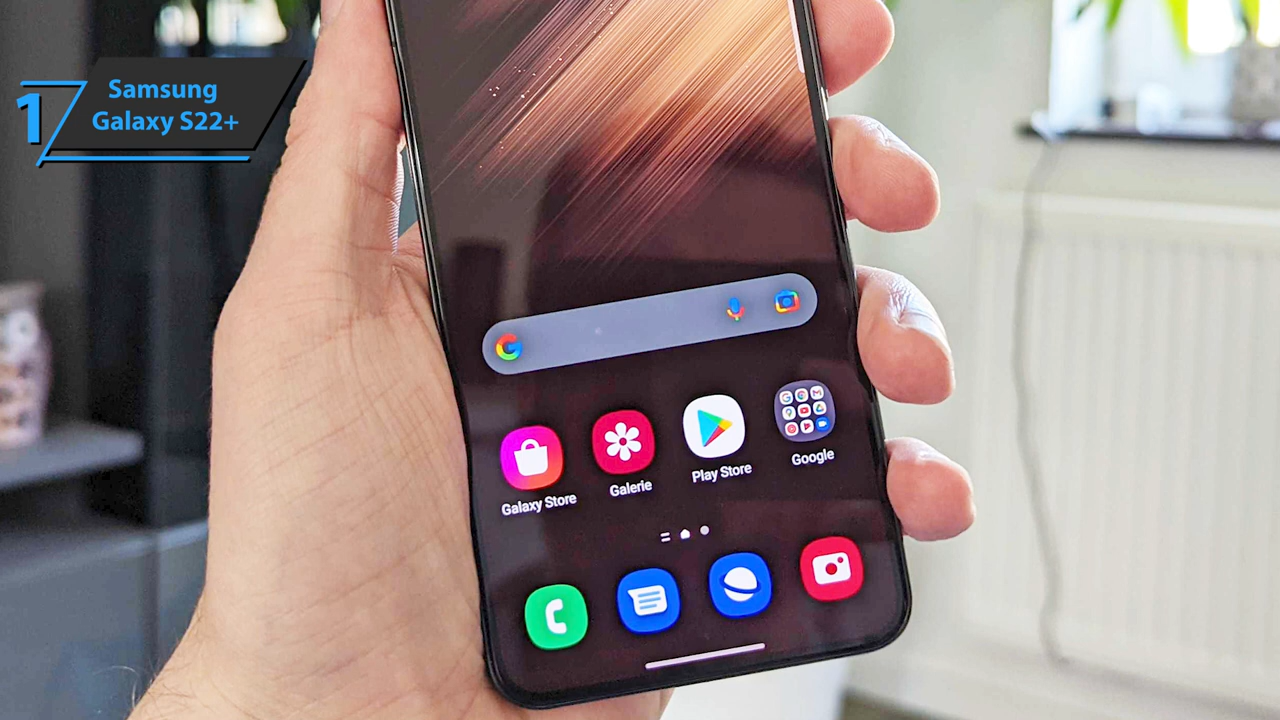 1
Samsung
Galaxy S22+
Galaxy Store
Galerie
Play Store
Google